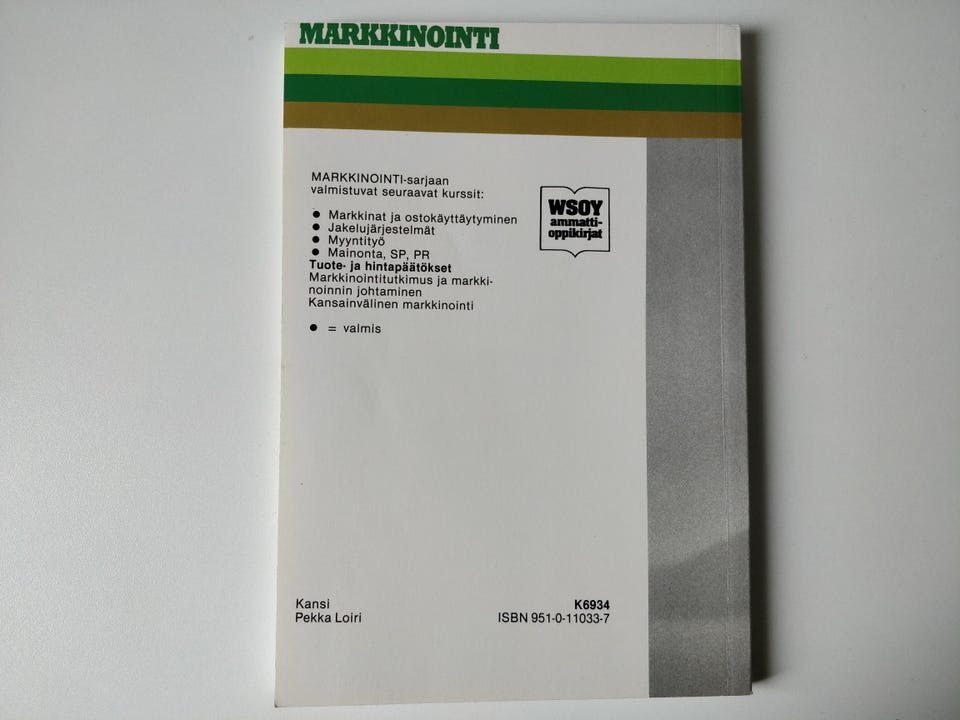 MARKKINOINTI
MARKKINOINTI-sarjaan
valmistuvat seuraavat kurssit:
● Markkinat ja ostokäyttäytyminen
● Jakelujärjestelmät
● Myyntityö
● Mainonta, SP, PR
Tuote- ja hintapäätökset
Markkinointitutkimus ja markki-
noinnin johtaminen
Kansainvälinen markkinointi
● = valmis
WSOY
ammatti-
oppikirjat
Kansi
Pekka Loiri
K6934
ISBN 951-0-11033-7